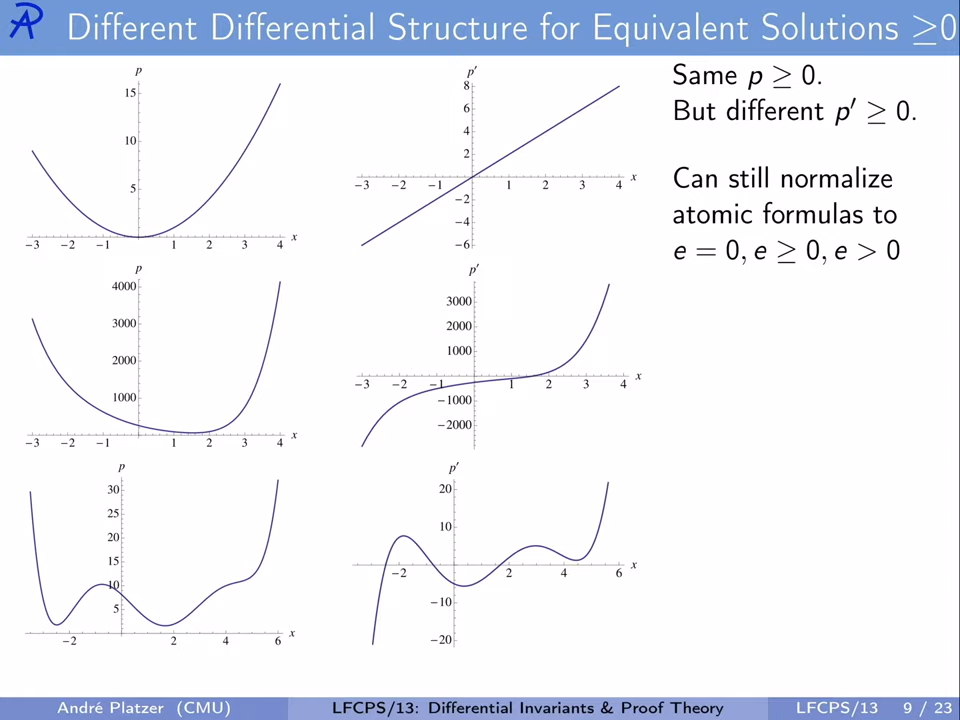 Different Differential Structure for Equivalent Solutions ≥0
Same p ≥ 0.
But different p′ ≥ 0.
Can still normalize
atomic formulas to
e = 0, e ≥ 0, e > 0
p
15
10
5
−3 −2 −1 1 2 3 4 x
p′
8
6
4
2
−3 −2 −1 1 2 3 4 x
−2
−4
−6
p
4000
3000
2000
1000
−3 −2 −1 1 2 3 4 x
p′
3000
2000
1000
−3 −2 −1 1 2 3 4 x
−1000
−2000
p
30
25
20
15
10
5
−2 2 4 6 x
p′
20
10
−2 2 4 6 x
−10
−20
André Platzer (CMU) LFCPS/13: Differential Invariants & Proof Theory LFCPS/13 9 / 23